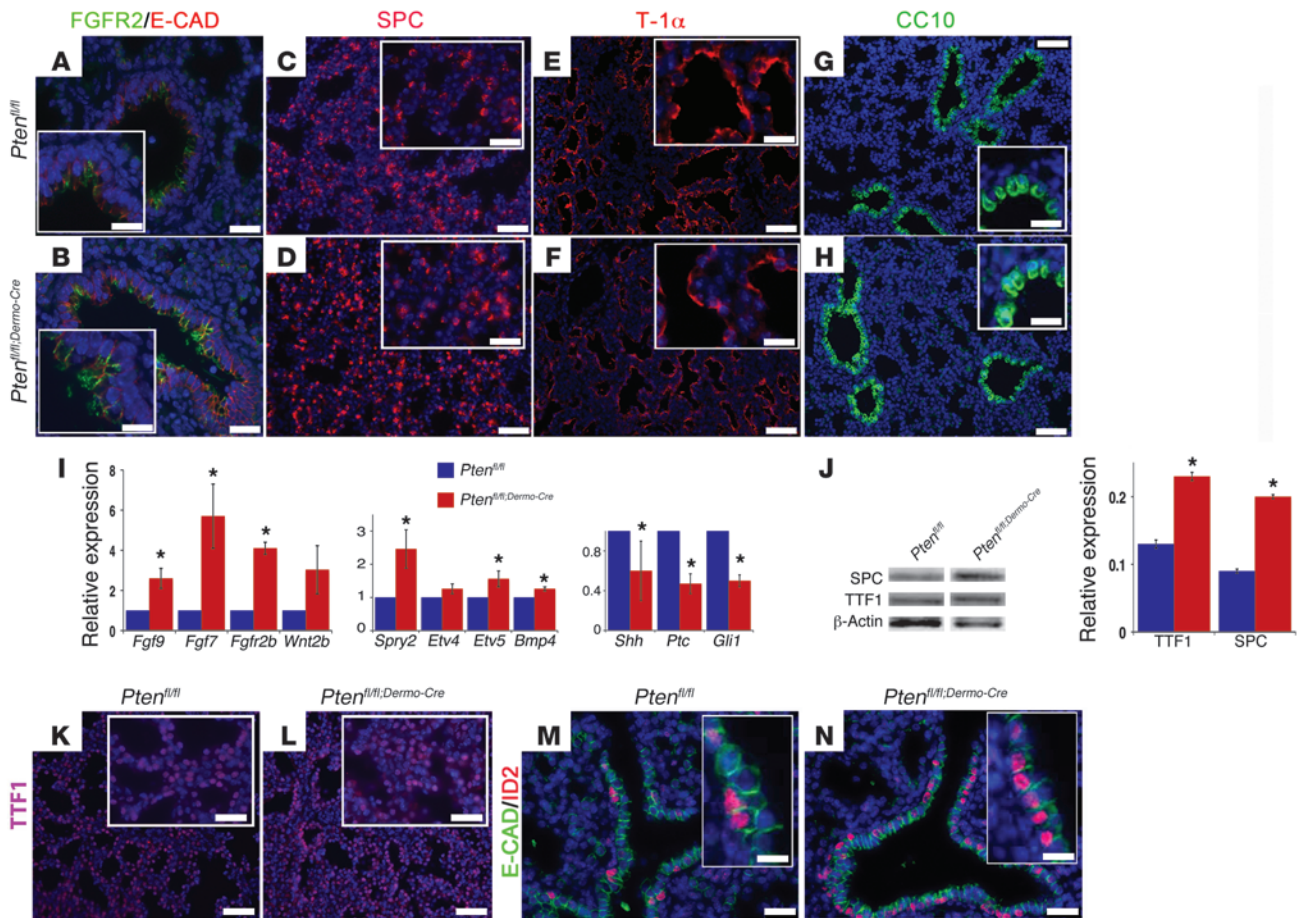 FGFR2/E-CAD SPC T-1α CC10
A C E G
Pten^fl/fl
B D F H
Pten^fl/fl;Dermo-Cre
I
Relative expression
8
6
4
2
0
*
*
*
Fgf9 Fgf7 Fgfr2b Wnt2b
Pten^fl/fl
Pten^fl/fl;Dermo-Cre
3
2
1
0
*
*
*
Spry2 Etv4 Etv5 Bmp4
0.8
0.4
0
*
*
*
Shh Ptc Gli1
J
Pten^fl/fl Pten^fl/fl;Dermo-Cre
SPC
TTF1
β-Actin
Relative expression
0.2
0.1
0
*
*
TTF1 SPC
Pten^fl/fl Pten^fl/fl;Dermo-Cre Pten^fl/fl Pten^fl/fl;Dermo-Cre
K L M N
TTF1
E-CAD/ID2